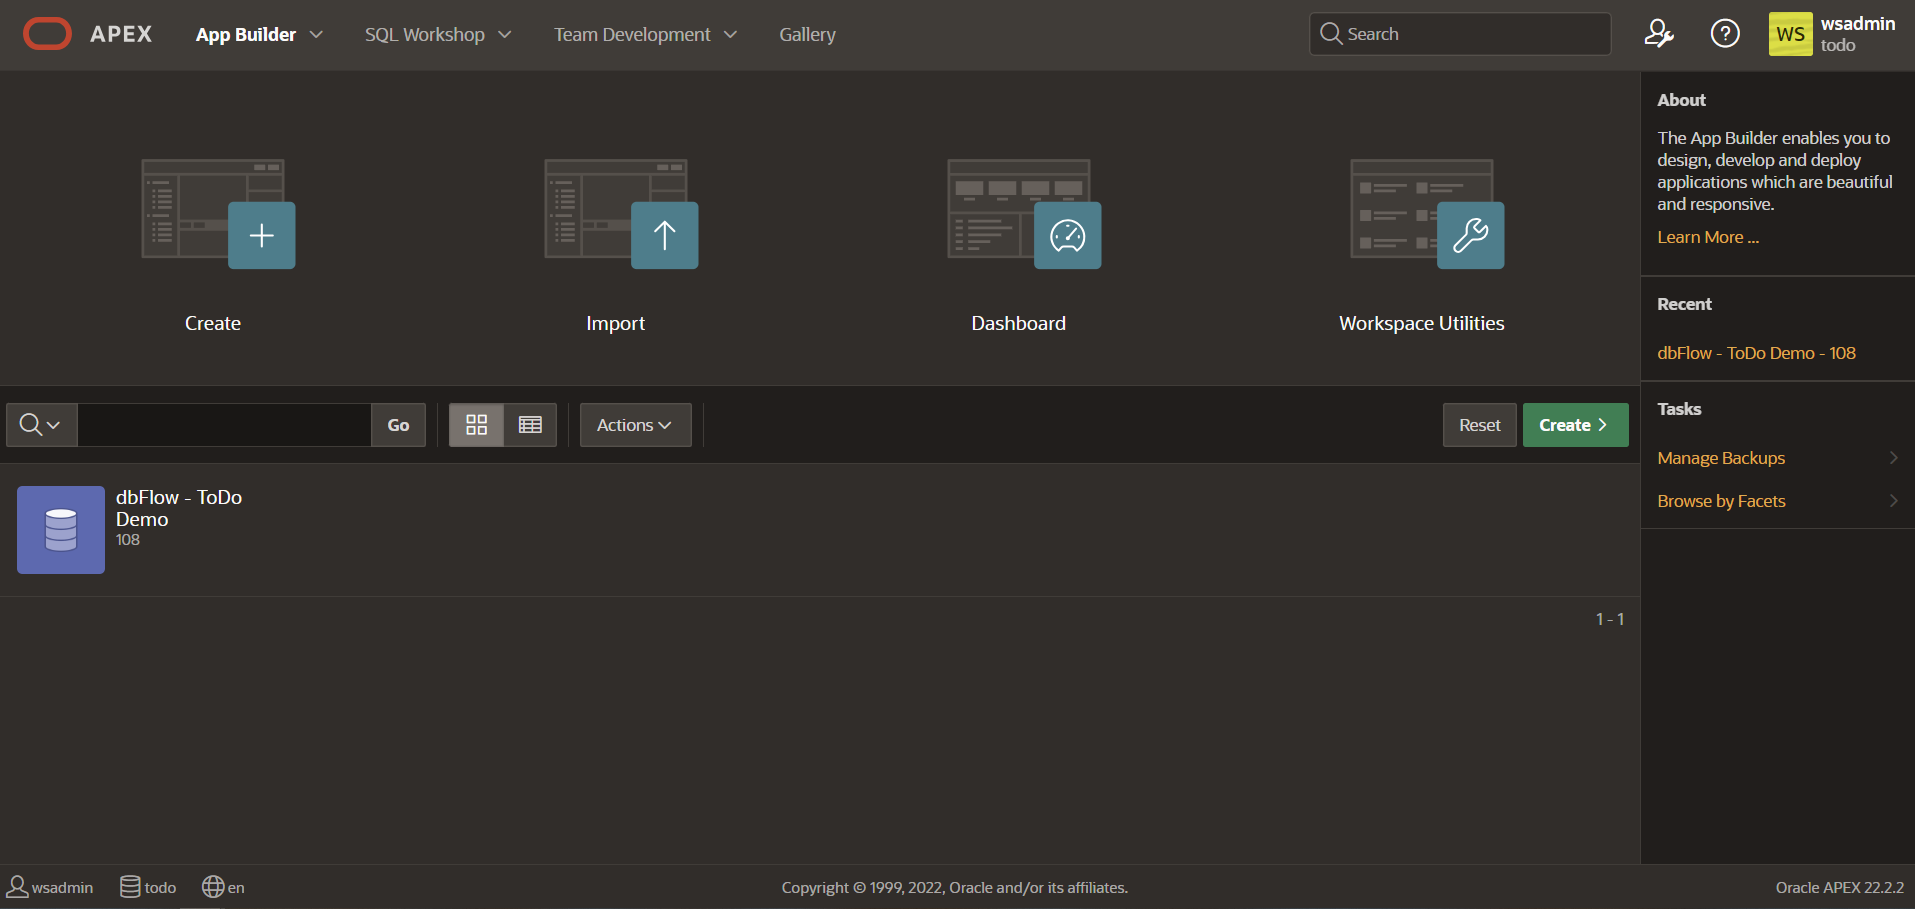 APEX
App Builder
SQL Workshop
Team Development
Gallery
Search
WS
wsadmin
todo
Create
Import
Dashboard
Workspace Utilities
About
The App Builder enables you to
design, develop and deploy
applications which are beautiful
and responsive.
Learn More ...
Recent
dbFlow - ToDo Demo - 108
Tasks
Manage Backups
Browse by Facets
Go
Actions
Reset
Create
dbFlow - ToDo
Demo
108
1 - 1
wsadmin
todo
en
Copyright © 1999, 2022, Oracle and/or its affiliates.
Oracle APEX 22.2.2